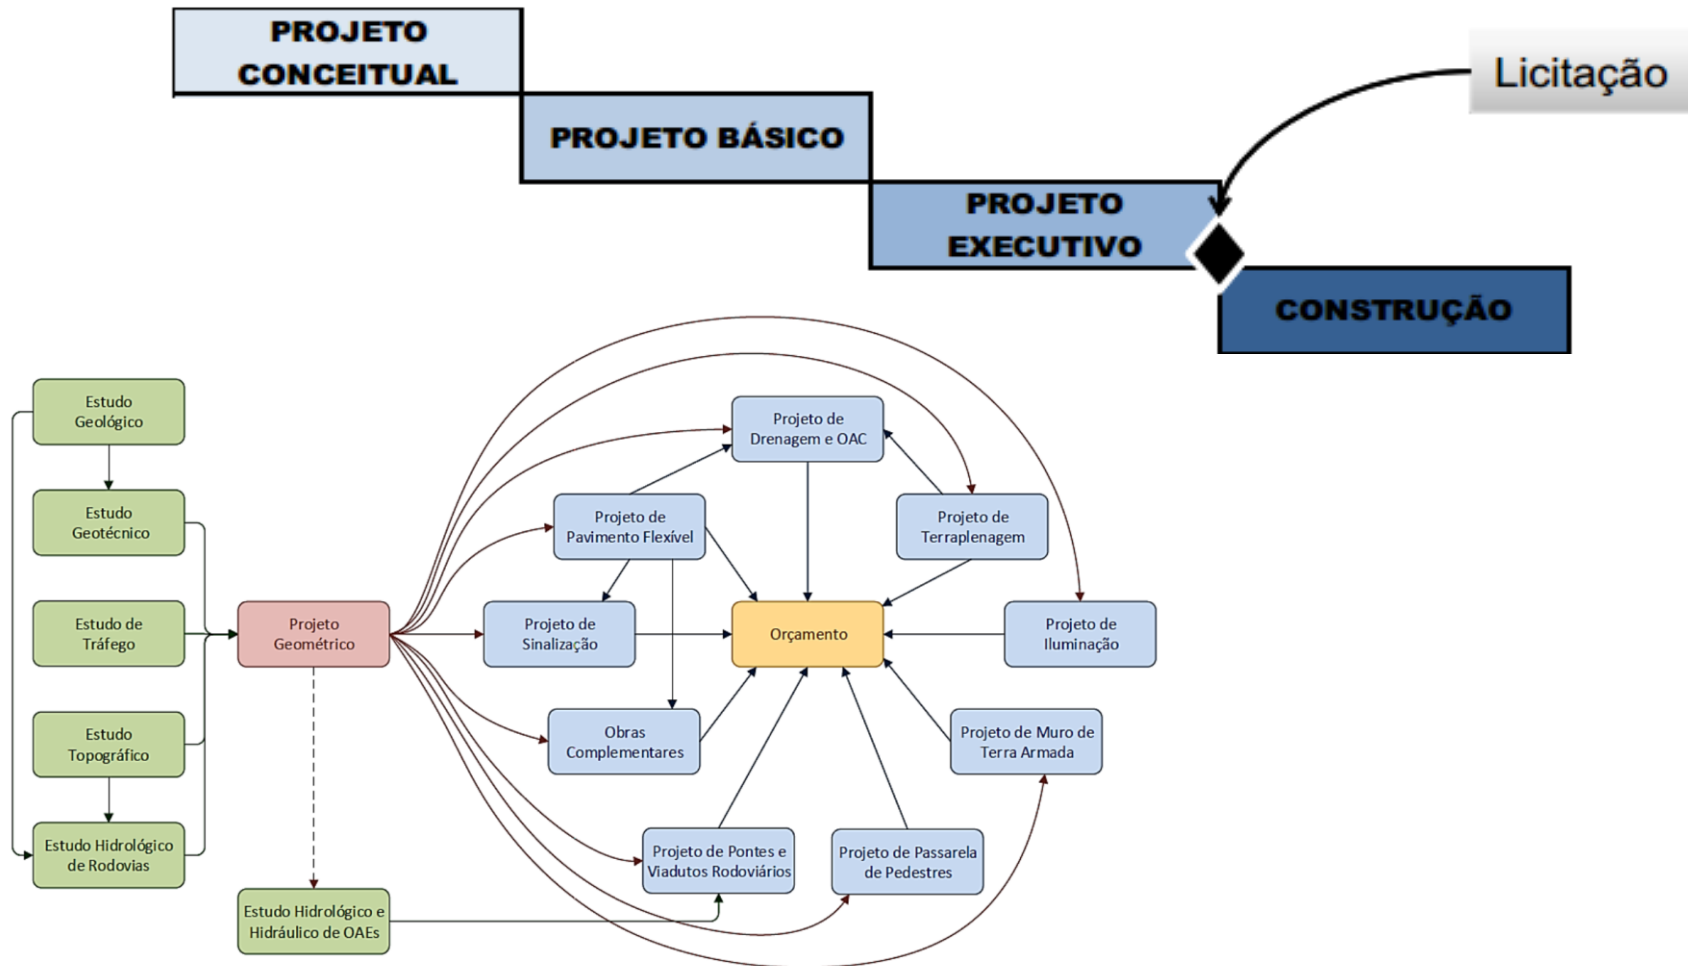 PROJETO
CONCEITUAL
Licitação
PROJETO BÁSICO
PROJETO
EXECUTIVO
CONSTRUÇÃO
Estudo
Geológico
Estudo
Geotécnico
Estudo de
Tráfego
Estudo
Topográfico
Estudo Hidrológico
de Rodovias
Projeto
Geométrico
Estudo Hidrológico e
Hidráulico de OAEs
Projeto de
Drenagem e OAC
Projeto de
Pavimento Flexível
Projeto de
Terraplenagem
Projeto de
Sinalização
Orçamento
Projeto de
Iluminação
Obras
Complementares
Projeto de Muro de
Terra Armada
Projeto de Pontes e
Viadutos Rodoviários
Projeto de Passarela
de Pedestres